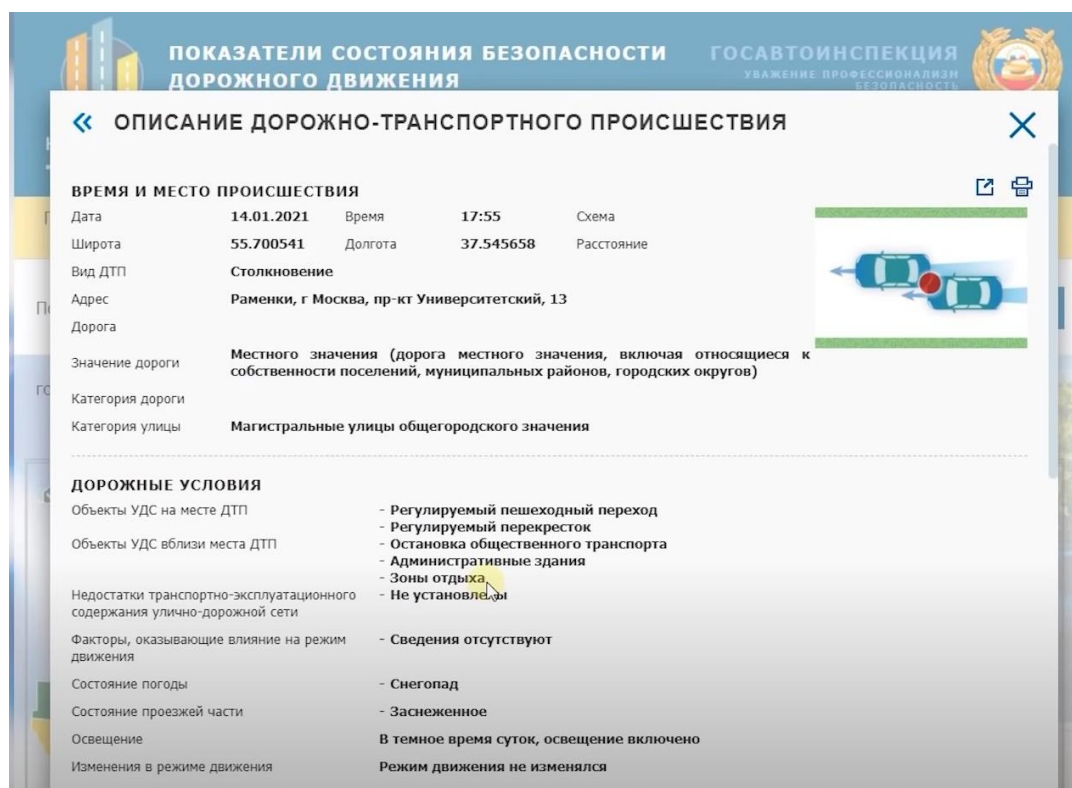 ПОКАЗАТЕЛИ СОСТОЯНИЯ БЕЗОПАСНОСТИ
ДОРОЖНОГО ДВИЖЕНИЯ
ГОСАВТОИНСПЕКЦИЯ
УВАЖЕНИЕ ПРОФЕССИОНАЛИЗМ
БЕЗОПАСНОСТЬ
« ОПИСАНИЕ ДОРОЖНО-ТРАНСПОРТНОГО ПРОИСШЕСТВИЯ
ВРЕМЯ И МЕСТО ПРОИСШЕСТВИЯ
Дата 14.01.2021 Время 17:55 Схема
Широта 55.700541 Долгота 37.545658 Расстояние
Вид ДТП Столкновение
Адрес Раменки, г Москва, пр-кт Университетский, 13
Дорога
Значение дороги Местного значения (дорога местного значения, включая относящиеся к
собственности поселений, муниципальных районов, городских округов)
Категория дороги
Категория улицы Магистральные улицы общегородского значения
ДОРОЖНЫЕ УСЛОВИЯ
Объекты УДС на месте ДТП - Регулируемый пешеходный переход
- Регулируемый перекресток
Объекты УДС вблизи места ДТП - Остановка общественного транспорта
- Административные здания
- Зоны отдыха
Недостатки транспортно-эксплуатационного - Не установлены
содержания улично-дорожной сети
Факторы, оказывающие влияние на режим - Сведения отсутствуют
движения
Состояние погоды - Снегопад
Состояние проезжей части - Заснеженное
Освещение В темное время суток, освещение включено
Изменения в режиме движения Режим движения не изменялся